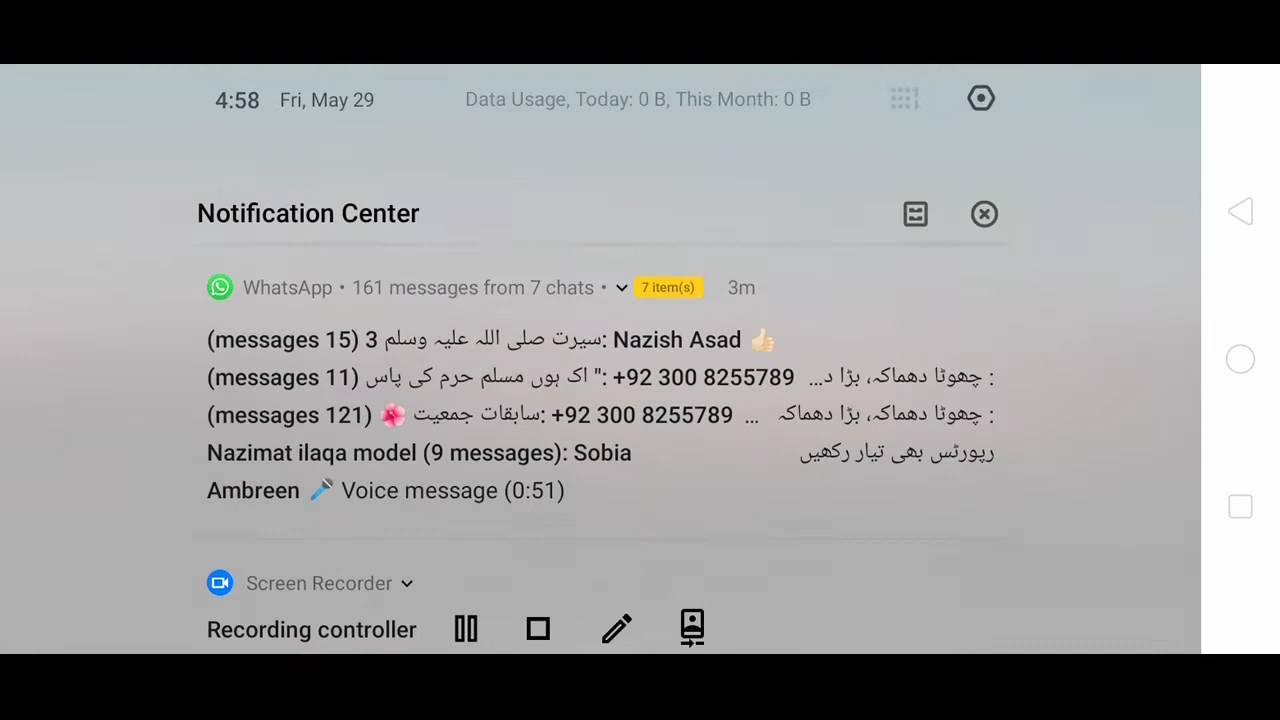 4:58 Fri, May 29 Data Usage, Today: 0 B, This Month: 0 B
Notification Center
WhatsApp • 161 messages from 7 chats • 7 item(s) 3m
(messages 15) 3 سیرت صلی اللہ علیہ وسلم: Nazish Asad 👍🏻
(messages 11) اک ہوں مسلم حرم کی پاس ": +92 300 8255789 : چھوٹا دھماکہ، بڑا د...
(messages 121) 🌺 سابقات جمعیت: +92 300 8255789 : چھوٹا دھماکہ، بڑا دھماکہ ...
Nazimat ilaqa model (9 messages): Sobia رپورٹس بھی تیار رکھیں
Ambreen 🎤 Voice message (0:51)
Screen Recorder
Recording controller